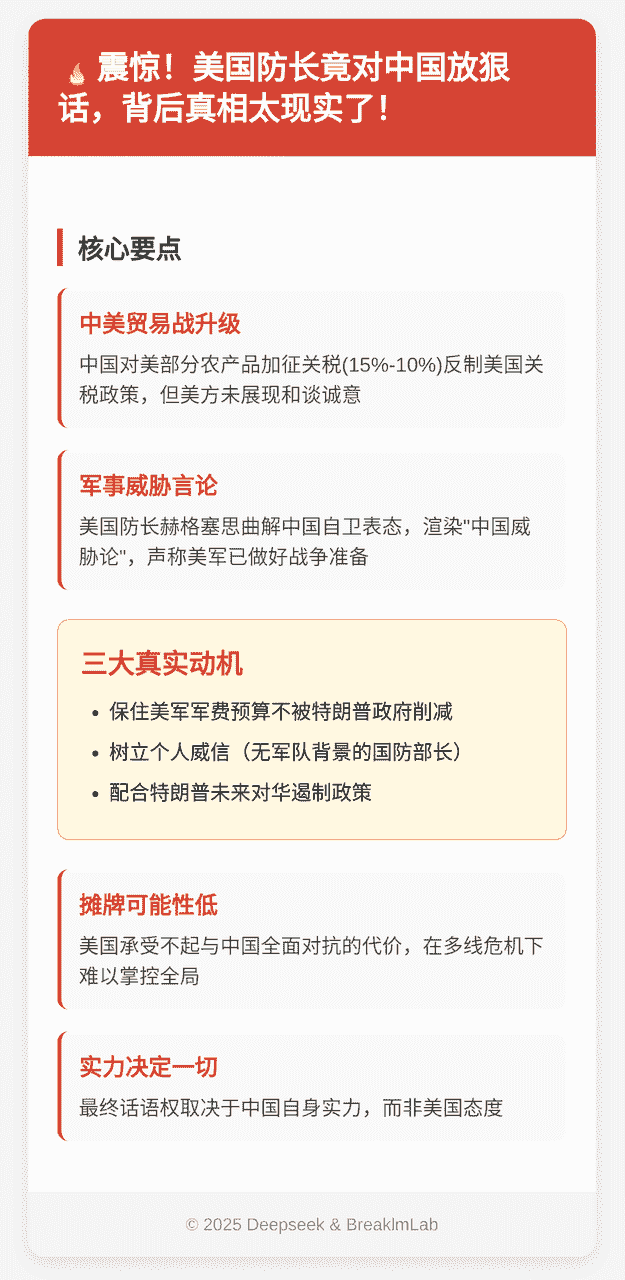 🔥 震惊！美国防长竟对中国放狠
话，背后真相太现实了！
核心要点
中美贸易战升级
中国对美部分农产品加征关税(15%-10%)反制美国关
税政策，但美方未展现和谈诚意
军事威胁言论
美国防长赫格塞思曲解中国自卫表态，渲染"中国威
胁论"，声称美军已做好战争准备
三大真实动机
• 保住美军军费预算不被特朗普政府削减
• 树立个人威信（无军队背景的国防部长）
• 配合特朗普未来对华遏制政策
摊牌可能性低
美国承受不起与中国全面对抗的代价，在多线危机下
难以掌控全局
实力决定一切
最终话语权取决于中国自身实力，而非美国态度
© 2025 Deepseek & BreaklmLab